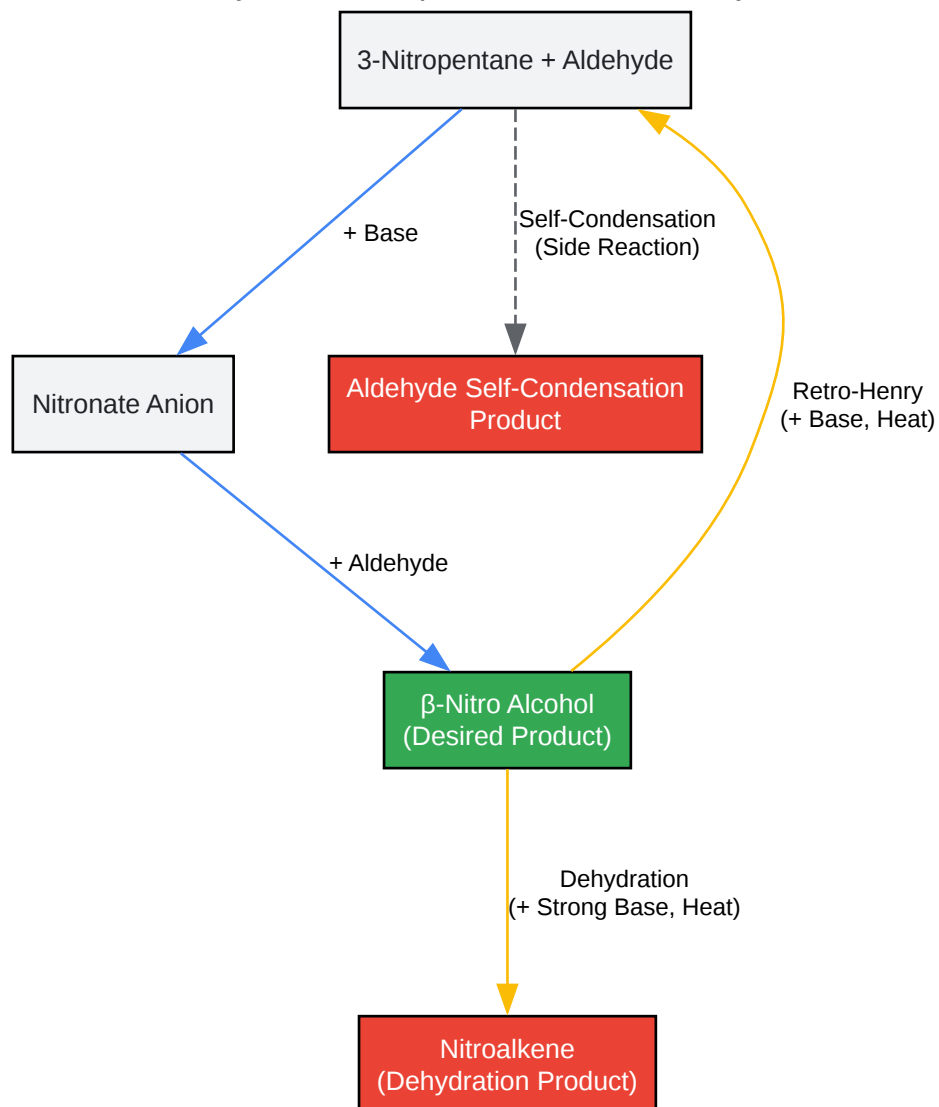 3-Nitropentane + Aldehyde
+ Base
Self-Condensation
(Side Reaction)
Nitronate Anion
Aldehyde Self-Condensation
Product
Retro-Henry
(+ Base, Heat)
+ Aldehyde
β-Nitro Alcohol
(Desired Product)
Dehydration
(+ Strong Base, Heat)
Nitroalkene
(Dehydration Product)